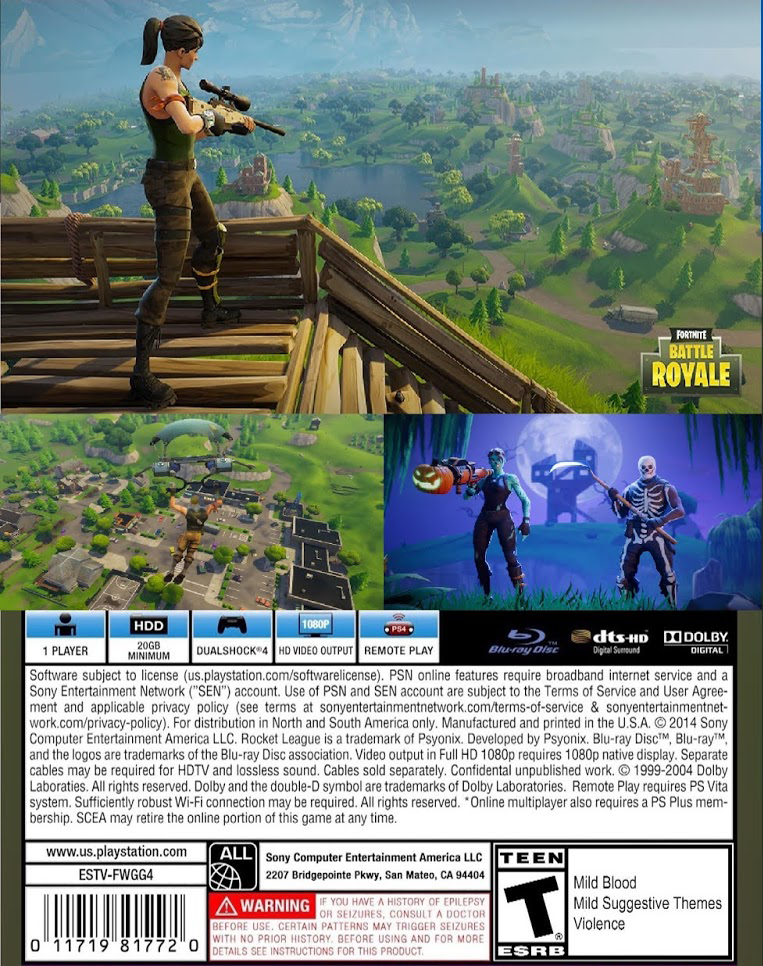 FORTNITE
BATTLE
ROYALE
1 PLAYER
HDD
20GB
MINIMUM
DUALSHOCK®4
1080P
HD VIDEO OUTPUT
PS4
REMOTE PLAY
Blu-ray Disc™
dts-HD
Digital Surround
DOLBY
DIGITAL
Software subject to license (us.playstation.com/softwarelicense). PSN online features require broadband internet service and a
Sony Entertainment Network ("SEN") account. Use of PSN and SEN account are subject to the Terms of Service and User Agree-
ment and applicable privacy policy (see terms at sonyentertainmentnetwork.com/terms-of-service & sonyentertainmentnet-
work.com/privacy-policy). For distribution in North and South America only. Manufactured and printed in the U.S.A. © 2014 Sony
Computer Entertainment America LLC. Rocket League is a trademark of Psyonix. Developed by Psyonix. Blu-ray Disc™, Blu-ray™,
and the logos are trademarks of the Blu-ray Disc association. Video output in Full HD 1080p requires 1080p native display. Separate
cables may be required for HDTV and lossless sound. Cables sold separately. Confidental unpublished work. © 1999-2004 Dolby
Laboraties. All rights reserved. Dolby and the double-D symbol are trademarks of Dolby Laboratories. Remote Play requires PS Vita
system. Sufficiently robust Wi-Fi connection may be required. All rights reserved. *Online multiplayer also requires a PS Plus mem-
bership. SCEA may retire the online portion of this game at any time.
www.us.playstation.com
ESTV-FWGG4
0 11719 81772 0
ALL
Sony Computer Entertainment America LLC
2207 Bridgepointe Pkwy, San Mateo, CA 94404
WARNING IF YOU HAVE A HISTORY OF EPILEPSY
OR SEIZURES, CONSULT A DOCTOR
BEFORE USE. CERTAIN PATTERNS MAY TRIGGER SEIZURES
WITH NO PRIOR HISTORY. BEFORE USING AND FOR MORE
DETAILS SEE INSTRUCTIONS FOR THIS PRODUCT.
TEEN
T
®
ESRB
Mild Blood
Mild Suggestive Themes
Violence